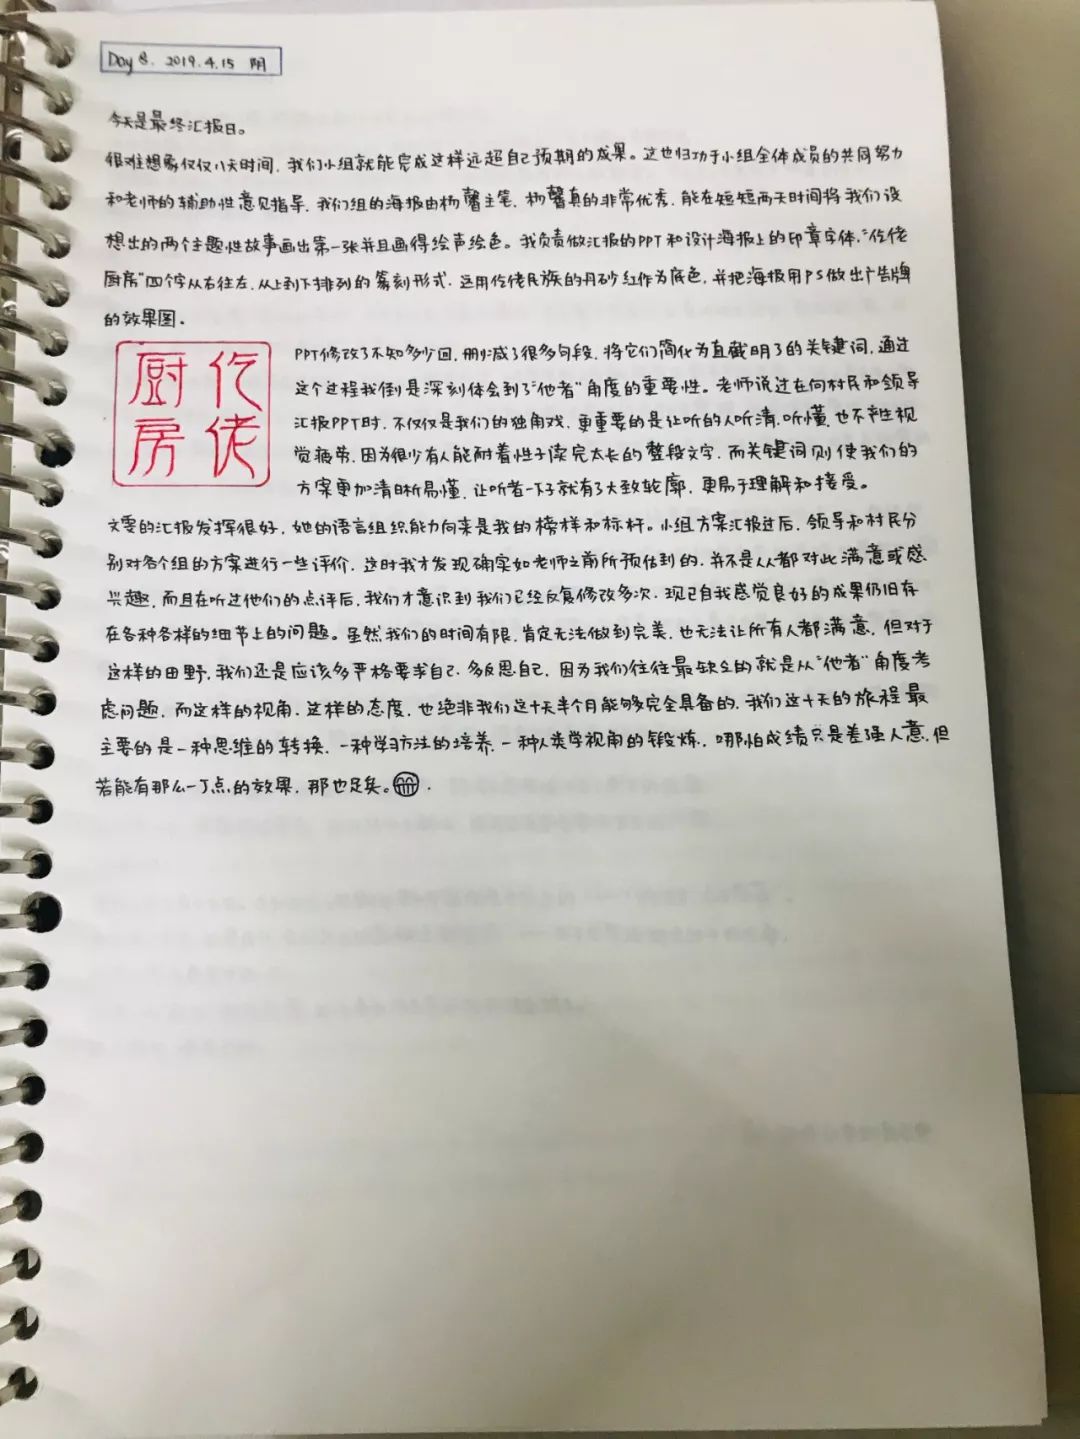 Day 8. 2019.4.15 阴
今天是最终汇报日。
很难想象仅仅八天时间，我们小组就能完成这样远超自己预期的成果。这也归功于小组全体成员的共同努力
和老师的辅助性意见指导，我们组的海报由杨馨主笔，杨馨真的非常优秀，能在短短两天时间将我们设
想出的两个主题性故事画出第一张并且画得绘声绘色。我负责做汇报的PPT和设计海报上的印章字体，“仡佬
厨房”四个字从右往左，从上到下排列的篆刻形式，运用仡佬民族的丹砂红作为底色，并把海报用PS做出广告牌
的效果图。
仡佬
厨房
PPT修改了不知多少回，删减了很多句段，将它们简化为直截明了的关键词，通过
这个过程我倒是深刻体会到了“他者”角度的重要性。老师说过在向村民和领导
汇报PPT时，不仅仅是我们的独角戏，更重要的是让听的人听清，听懂，也不产生视
觉疲劳，因为很少有人能耐着性子读完太长的整段文字，而关键词则使我们的
方案更加清晰易懂，让听者一下子就有了大致轮廓，更易于理解和接受。
文雯的汇报发挥很好，她的语言组织能力向来是我的榜样和标杆。小组方案汇报过后，领导和村民分
别对各个组的方案进行一些评价，这时我才发现确实如老师之前所预估到的，并不是人人都对此满意或感
兴趣，而且在听过他们的点评后，我们才意识到我们已经反复修改多次，现已自我感觉良好的成果仍旧存
在各种各样的细节上的问题。虽然我们的时间有限，肯定无法做到完美，也无法让所有人都满意，但对于
这样的田野，我们还是应该多严格要求自己，多反思自己，因为我们往往最缺乏的就是从“他者”角度考
虑问题，而这样的视角，这样的态度，也绝非我们这十天半个月能够完全具备的，我们这十天的旅程最
主要的是一种思维的转换，一种学习方法的培养，一种人类学视角的锻炼，哪怕成绩只是差强人意，但
若能有那么一丁点的效果，那也足矣。